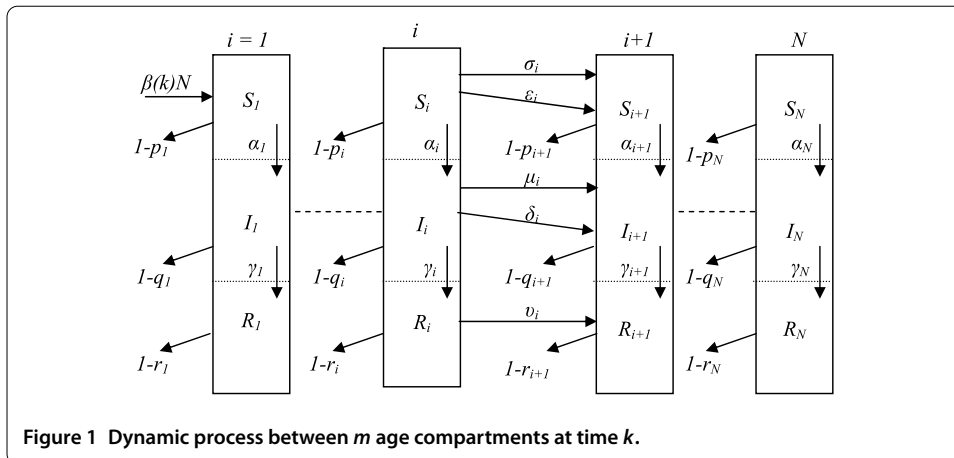 i = 1 i i+1 N
β(k)N σi
εi
S1 Si Si+1 SN
1-p1 α1 1-pi αi 1-pi+1 αi+1 1-pN αN
μi
δi
I1 Ii Ii+1 IN
1-q1 γ1 1-qi γi 1-qi+1 γi+1 1-qN γN
υi
R1 Ri Ri+1 RN
1-r1 1-ri 1-ri+1 1-rN
Figure 1 Dynamic process between m age compartments at time k.